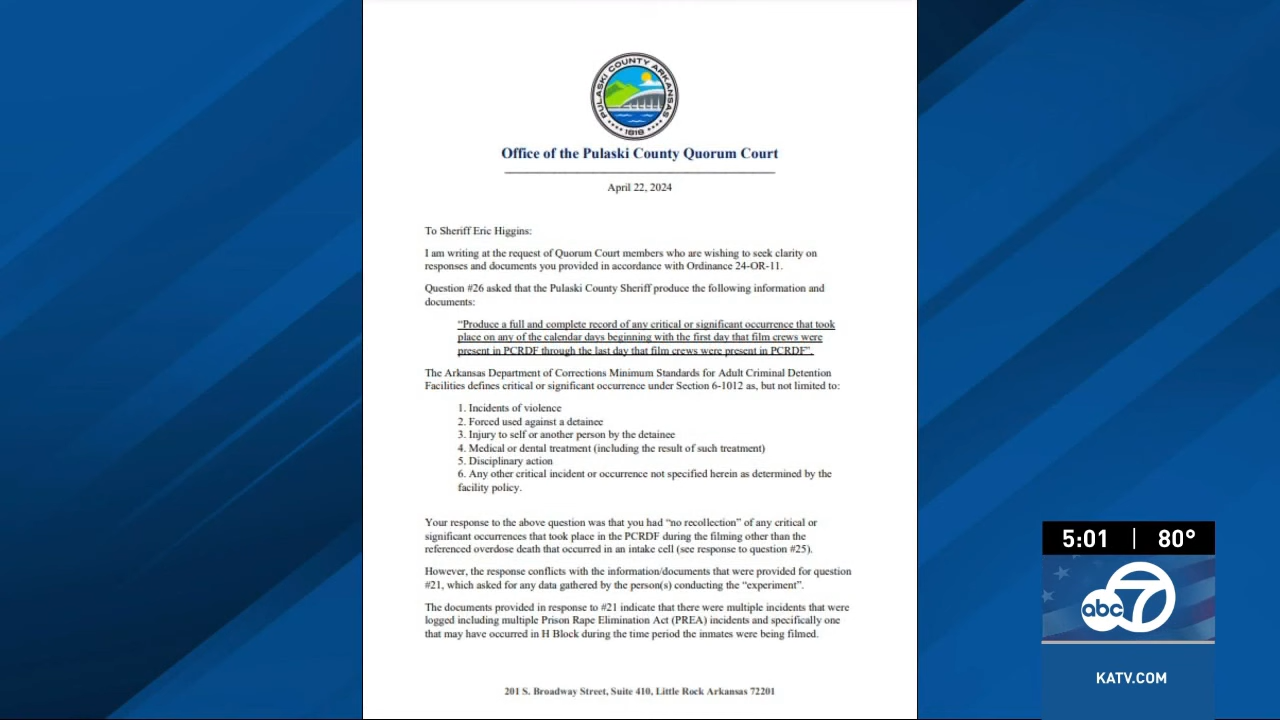 PULASKI COUNTY ARKANSAS
1818
Office of the Pulaski County Quorum Court
April 22, 2024
To Sheriff Eric Higgins:
I am writing at the request of Quorum Court members who are wishing to seek clarity on
responses and documents you provided in accordance with Ordinance 24-OR-11.
Question #26 asked that the Pulaski County Sheriff produce the following information and
documents:
“Produce a full and complete record of any critical or significant occurrence that took
place on any of the calendar days beginning with the first day that film crews were
present in PCRDF through the last day that film crews were present in PCRDF”.
The Arkansas Department of Corrections Minimum Standards for Adult Criminal Detention
Facilities defines critical or significant occurrence under Section 6-1012 as, but not limited to:
1. Incidents of violence
2. Forced used against a detainee
3. Injury to self or another person by the detainee
4. Medical or dental treatment (including the result of such treatment)
5. Disciplinary action
6. Any other critical incident or occurrence not specified herein as determined by the
facility policy.
Your response to the above question was that you had “no recollection” of any critical or
significant occurrences that took place in the PCRDF during the filming other than the
referenced overdose death that occurred in an intake cell (see response to question #25).
However, the response conflicts with the information/documents that were provided for question
#21, which asked for any data gathered by the person(s) conducting the “experiment”.
The documents provided in response to #21 indicate that there were multiple incidents that were
logged including multiple Prison Rape Elimination Act (PREA) incidents and specifically one
that may have occurred in H Block during the time period the inmates were being filmed.
201 S. Broadway Street, Suite 410, Little Rock Arkansas 72201
5:01 | 80°
abc 7
KATV.COM